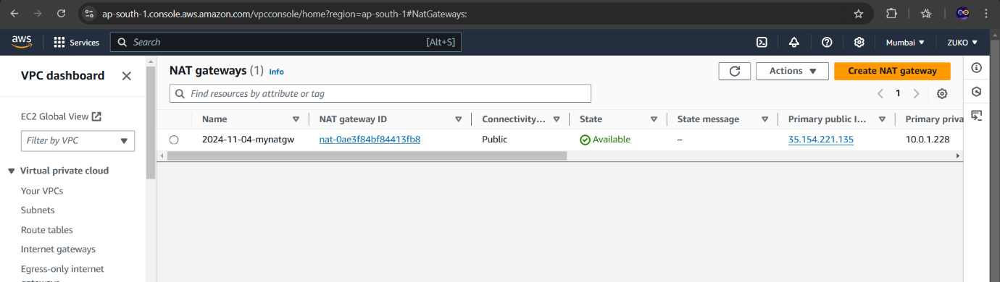 ap-south-1.console.aws.amazon.com/vpcconsole/home?region=ap-south-1#NatGateways:
aws Services Search [Alt+S] Mumbai ZUKO
VPC dashboard
EC2 Global View
Filter by VPC
Virtual private cloud
Your VPCs
Subnets
Route tables
Internet gateways
Egress-only internet
gateways
NAT gateways (1) Info
Actions Create NAT gateway
Find resources by attribute or tag
1
Name NAT gateway ID Connectivity... State State message Primary public I... Primary priva
2024-11-04-mynatgw nat-0ae3f84bf84413fb8 Public Available – 35.154.221.135 10.0.1.228